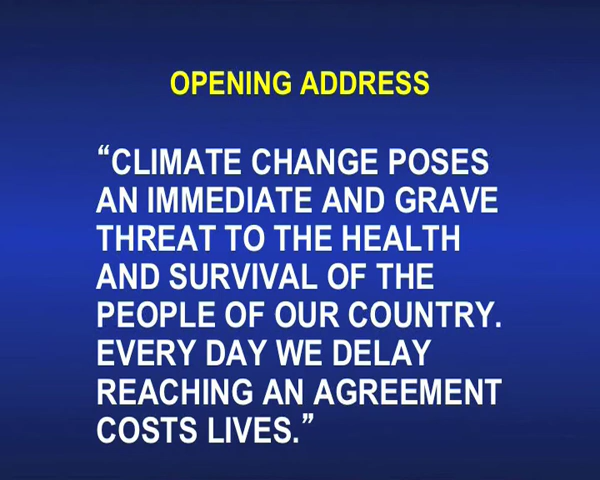 OPENING ADDRESS
“CLIMATE CHANGE POSES
AN IMMEDIATE AND GRAVE
THREAT TO THE HEALTH
AND SURVIVAL OF THE
PEOPLE OF OUR COUNTRY.
EVERY DAY WE DELAY
REACHING AN AGREEMENT
COSTS LIVES.”